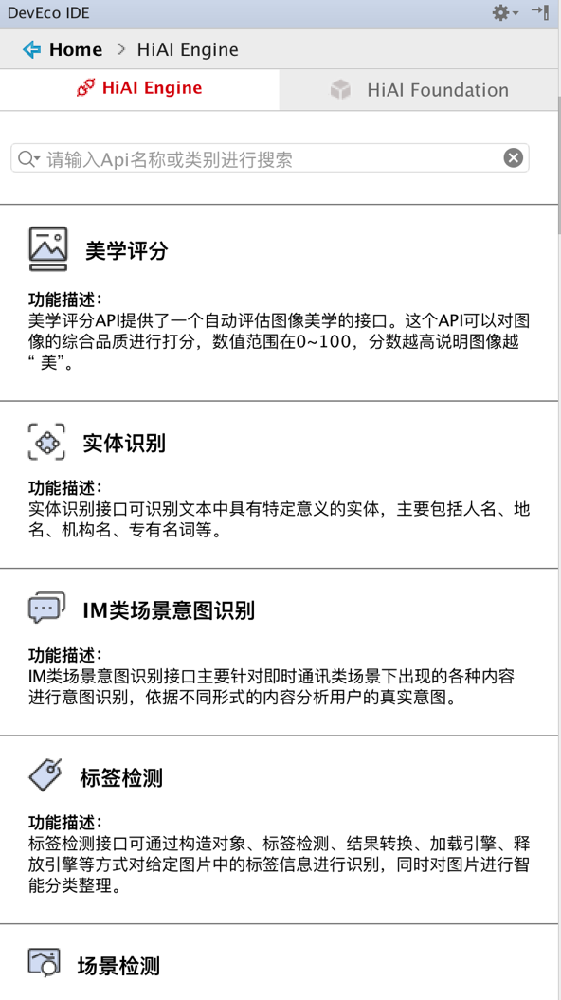 DevEco IDE
Home > HiAI Engine
HiAI Engine
HiAI Foundation
请输入Api名称或类别进行搜索
美学评分
功能描述：
美学评分API提供了一个自动评估图像美学的接口。这个API可以对图
像的综合品质进行打分，数值范围在0~100，分数越高说明图像越
“ 美”。
实体识别
功能描述：
实体识别接口可识别文本中具有特定意义的实体，主要包括人名、地
名、机构名、专有名词等。
IM类场景意图识别
功能描述：
IM类场景意图识别接口主要针对即时通讯类场景下出现的各种内容
进行意图识别，依据不同形式的内容分析用户的真实意图。
标签检测
功能描述：
标签检测接口可通过构造对象、标签检测、结果转换、加载引擎、释
放引擎等方式对给定图片中的标签信息进行识别，同时对图片进行智
能分类整理。
场景检测